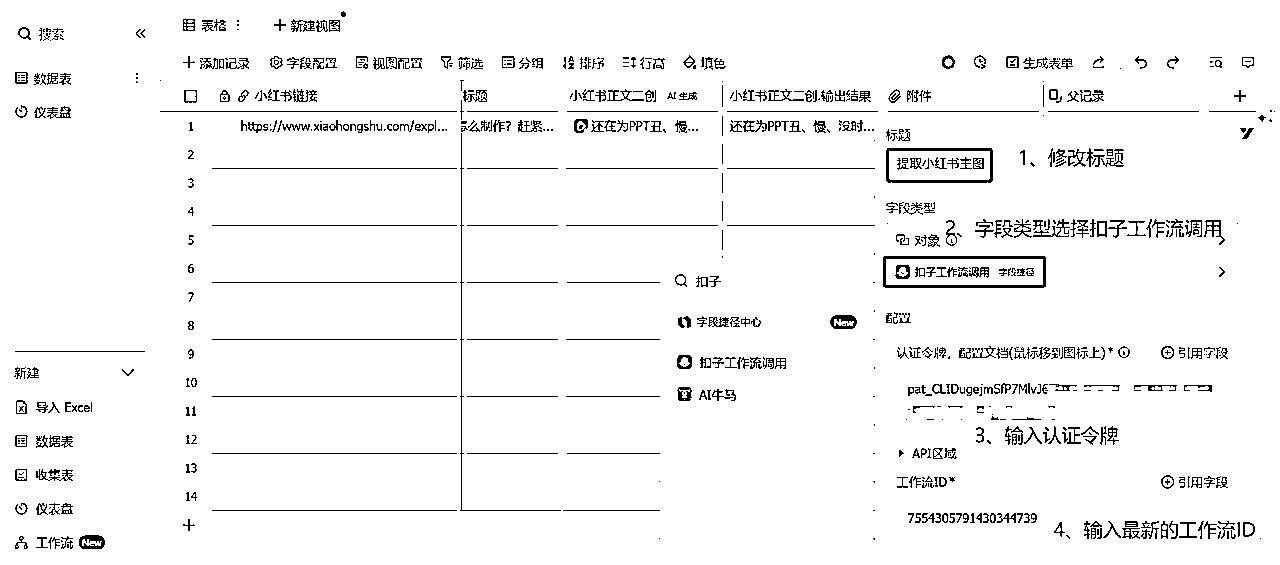 搜索
数据表
仪表盘
新建
导入 Excel
数据表
收集表
仪表盘
工作流 New
表格
新建视图
添加记录 字段配置 视图配置 筛选 分组 排序 行高 填色 生成表单
小红书链接 标题 小红书正文二创 AI 生成 小红书正文二创.输出结果 附件 父记录
1 https://www.xiaohongshu.com/expl... 怎么制作？赶紧... 还在为PPT丑、慢... 还在为PPT丑、慢、没时...
2
3
4
5
6
7
8
9
10
11
12
13
14
扣子
字段捷径中心 New
扣子工作流调用
AI牛马
标题
提取小红书主图
1、修改标题
字段类型
2、字段类型选择扣子工作流调用
对象
扣子工作流调用 字段捷径
配置
认证令牌，配置文档(鼠标移到图标上)* 引用字段
pat_CLIDugejmSfP7MlvJ6
3、输入认证令牌
API区域
工作流ID* 引用字段
7554305791430344739
4、输入最新的工作流ID